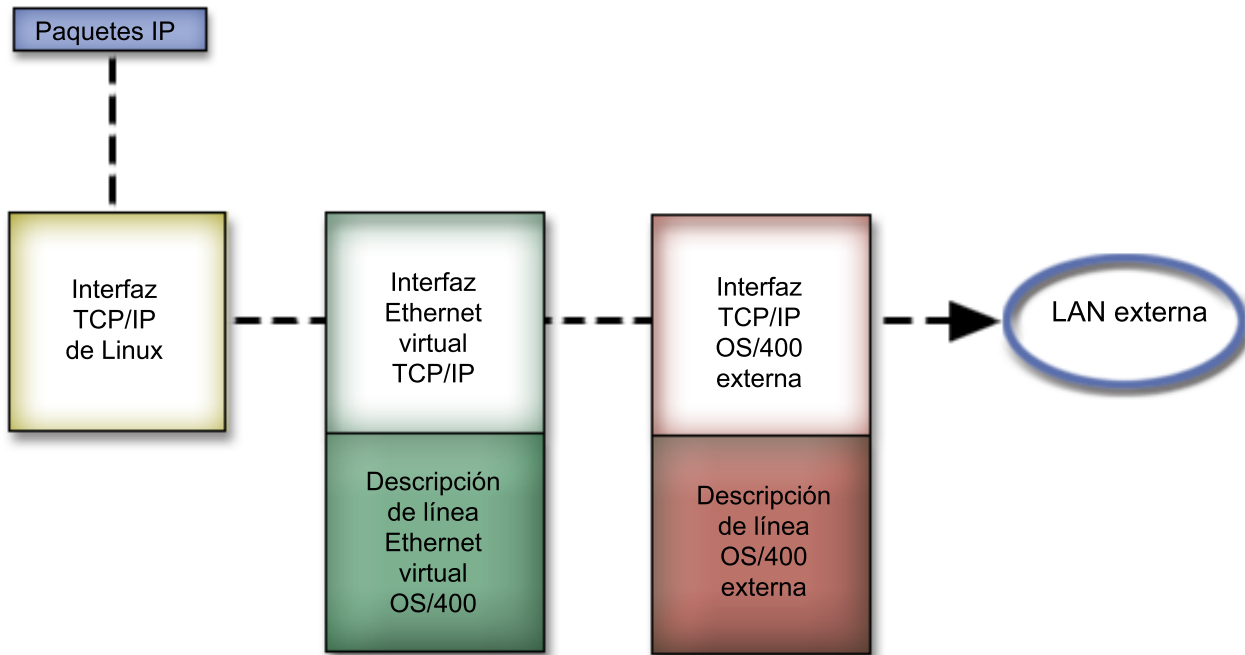 Paquetes IP
Interfaz
TCP/IP
de Linux
Interfaz
Ethernet
virtual
TCP/IP
Descripción
de línea
Ethernet
virtual
OS/400
Interfaz
TCP/IP
OS/400
externa
Descripción
de línea
OS/400
externa
LAN externa